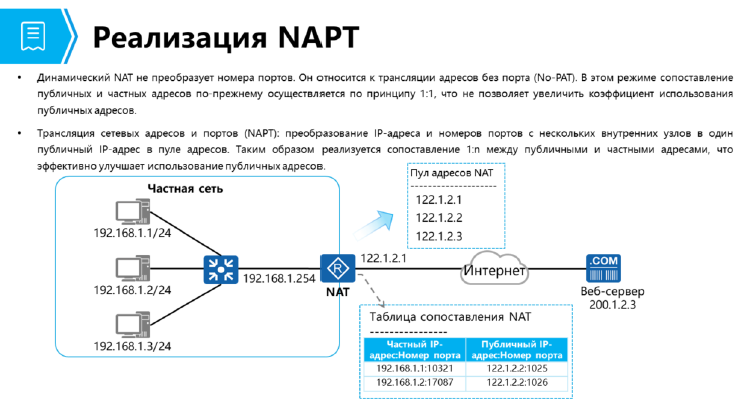 Реализация NAPT
• Динамический NAT не преобразует номера портов. Он относится к трансляции адресов без порта (No-PAT). В этом режиме сопоставление
публичных и частных адресов по-прежнему осуществляется по принципу 1:1, что не позволяет увеличить коэффициент использования
публичных адресов.
• Трансляция сетевых адресов и портов (NAPT): преобразование IP-адреса и номеров портов с нескольких внутренних узлов в один
публичный IP-адрес в пуле адресов. Таким образом реализуется сопоставление 1:n между публичными и частными адресами, что
эффективно улучшает использование публичных адресов.
Частная сеть
192.168.1.1/24
192.168.1.2/24
192.168.1.3/24
192.168.1.254
R
NAT
122.1.2.1
Пул адресов NAT
--------------------
122.1.2.1
122.1.2.2
122.1.2.3
Интернет
.COM
Веб-сервер
200.1.2.3
Таблица сопоставления NAT
----------------
Частный IP-
адрес:Номер порта
Публичный IP-
адрес:Номер порта
192.168.1.1:10321 122.1.2.2:1025
192.168.1.2:17087 122.1.2.2:1026